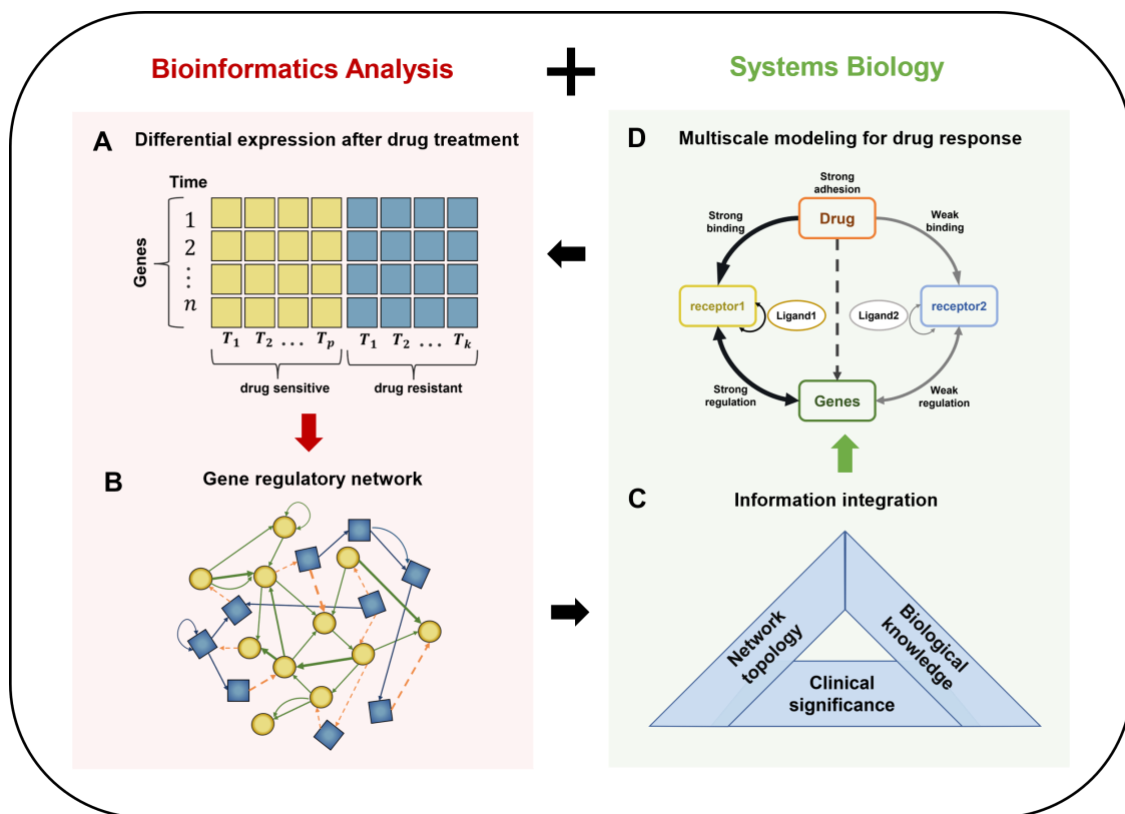 Bioinformatics Analysis
+
Systems Biology
A
Differential expression after drug treatment
Time
Genes
1
2
⋮
n
T₁ T₂ ... Tₚ T₁ T₂ ... Tₖ
drug sensitive
drug resistant
B
Gene regulatory network
D
Multiscale modeling for drug response
Strong
adhesion
Drug
Strong
binding
Weak
binding
receptor1
Ligand1
Ligand2
receptor2
Strong
regulation
Genes
Weak
regulation
C
Information integration
Network
topology
Biological
knowledge
Clinical
significance